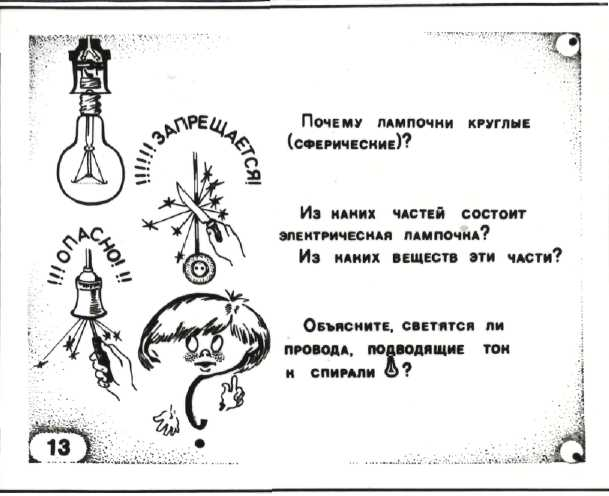 !!!!!! ЗАПРЕЩАЕТСЯ!
!!! ОПАСНО! !!
Почему лампочки круглые
(сферические)?
Из каких частей состоит
электрическая лампочка?
Из каких веществ эти части?
Объясните, светятся ли
провода, подводящие ток
к спирали ?
13